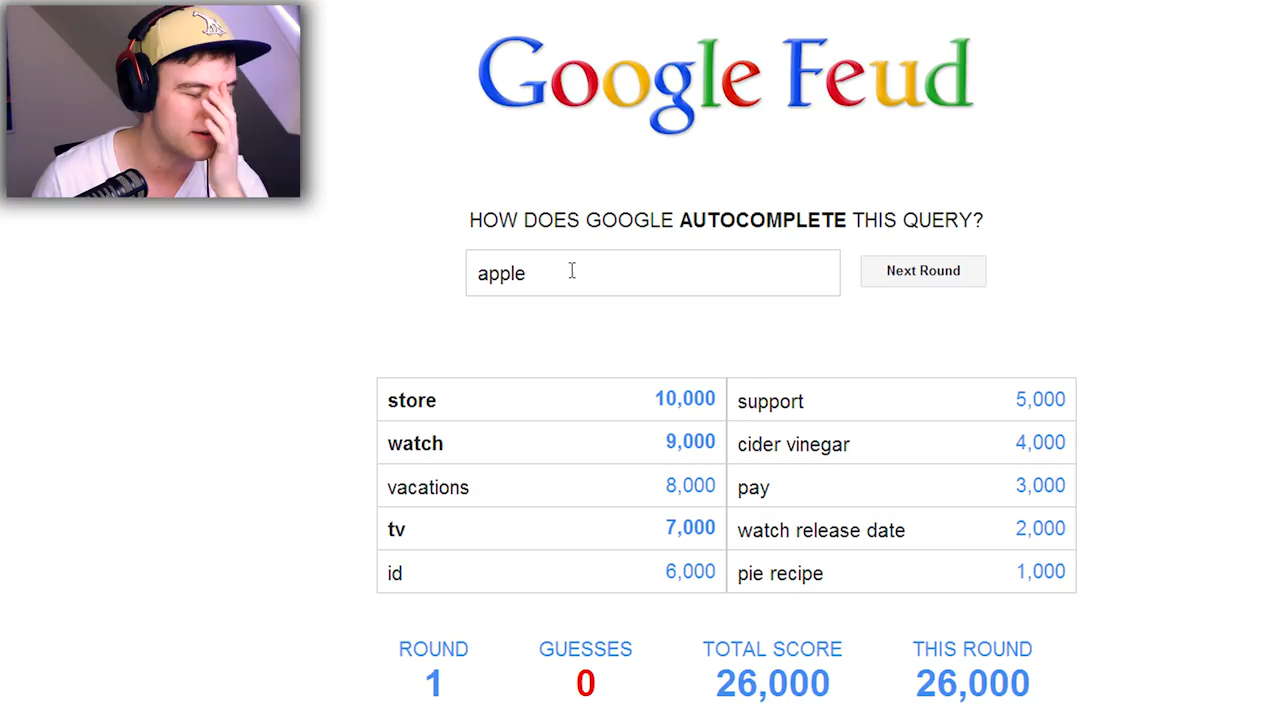 Google Feud
HOW DOES GOOGLE AUTOCOMPLETE THIS QUERY?
apple
Next Round
store 10,000
watch 9,000
vacations 8,000
tv 7,000
id 6,000
support 5,000
cider vinegar 4,000
pay 3,000
watch release date 2,000
pie recipe 1,000
ROUND
1
GUESSES
0
TOTAL SCORE
26,000
THIS ROUND
26,000